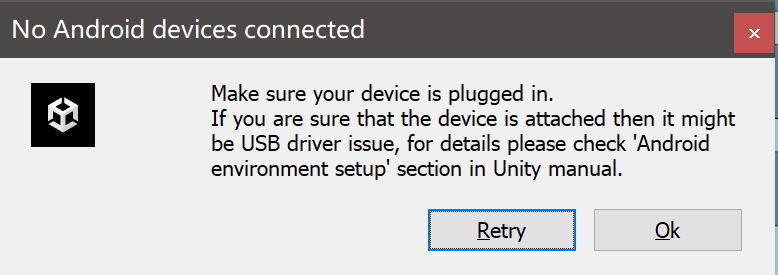 No Android devices connected
Make sure your device is plugged in.
If you are sure that the device is attached then it might
be USB driver issue, for details please check 'Android
environment setup' section in Unity manual.
Retry
Ok